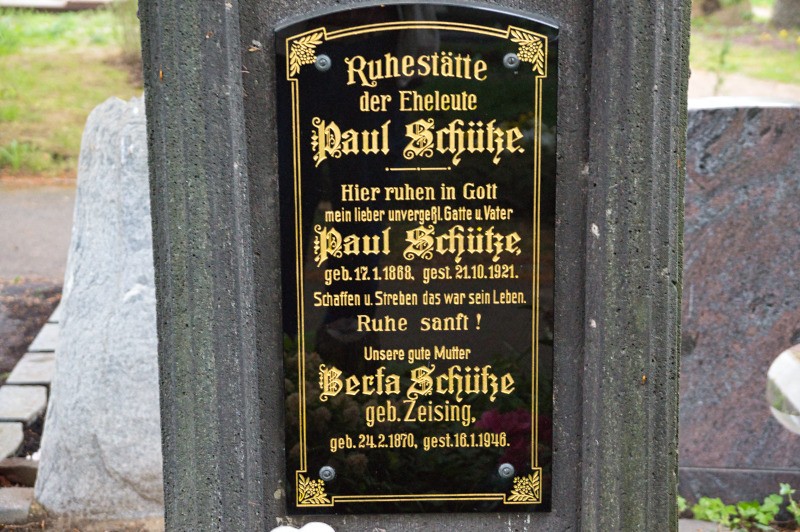 Ruhestätte
der Eheleute
Paul Schütze.
Hier ruhen in Gott
mein lieber unvergeßl. Gatte u. Vater
Paul Schütze,
geb. 17.1.1868, gest. 21.10.1921.
Schaffen u. Streben das war sein Leben.
Ruhe sanft !
Unsere gute Mutter
Berta Schütze
geb. Zeising,
geb. 24.2.1870, gest. 16.1.1946.